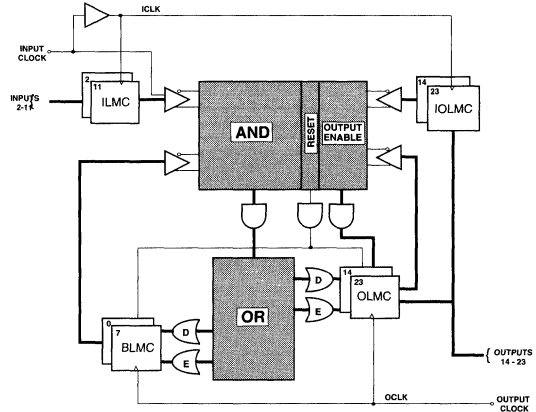 ICLK
INPUT
CLOCK
INPUTS
2-11
2
11
ILMC
AND
RESET
OUTPUT
ENABLE
14
23
IOLMC
OR
D
E
14
23
OLMC
0
7
BLMC
D
E
OUTPUTS
14 - 23
OCLK
OUTPUT
CLOCK